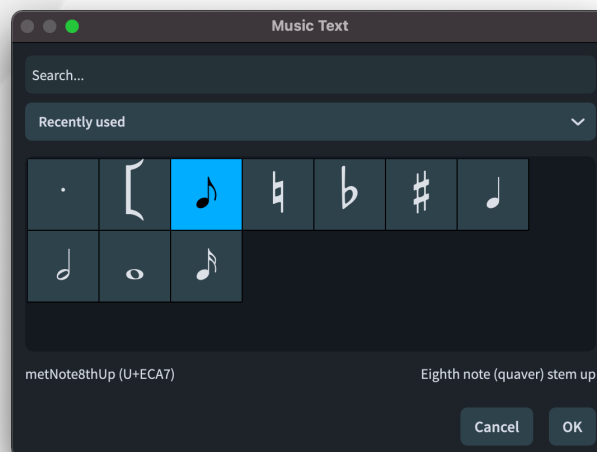 Music Text
Search...
Recently used
metNote8thUp (U+ECA7)
Eighth note (quaver) stem up
Cancel
OK